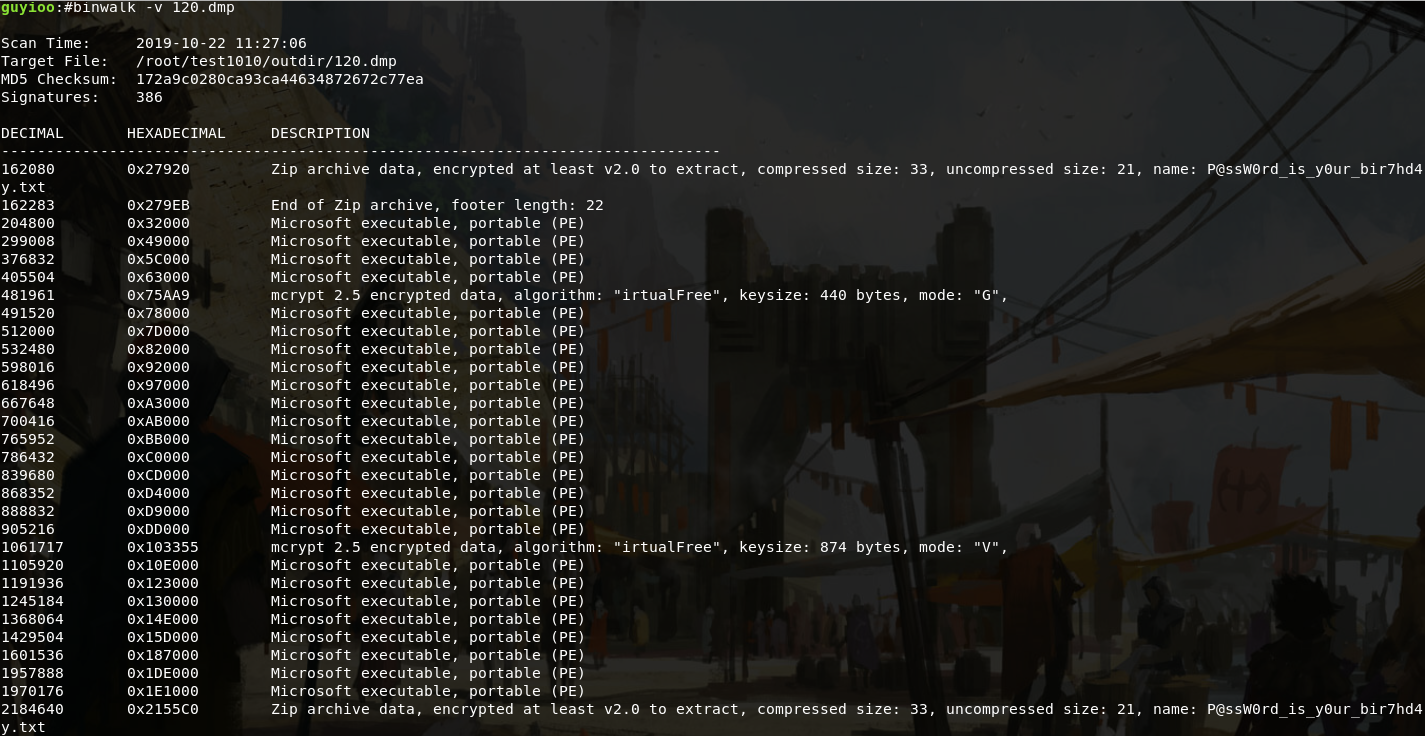 guyioo:#binwalk -v 120.dmp
Scan Time:     2019-10-22 11:27:06
Target File:   /root/test1010/outdir/120.dmp
MD5 Checksum:  172a9c0280ca93ca44634872672c77ea
Signatures:    386
DECIMAL       HEXADECIMAL     DESCRIPTION
--------------------------------------------------------------------------------
162080        0x27920         Zip archive data, encrypted at least v2.0 to extract, compressed size: 33, uncompressed size: 21, name: P@ssW0rd_is_y0ur_bir7hd4
y.txt
162283        0x279EB         End of Zip archive, footer length: 22
204800        0x32000         Microsoft executable, portable (PE)
299008        0x49000         Microsoft executable, portable (PE)
376832        0x5C000         Microsoft executable, portable (PE)
405504        0x63000         Microsoft executable, portable (PE)
481961        0x75AA9         mcrypt 2.5 encrypted data, algorithm: "irtualFree", keysize: 440 bytes, mode: "G",
491520        0x78000         Microsoft executable, portable (PE)
512000        0x7D000         Microsoft executable, portable (PE)
532480        0x82000         Microsoft executable, portable (PE)
598016        0x92000         Microsoft executable, portable (PE)
618496        0x97000         Microsoft executable, portable (PE)
667648        0xA3000         Microsoft executable, portable (PE)
700416        0xAB000         Microsoft executable, portable (PE)
765952        0xBB000         Microsoft executable, portable (PE)
786432        0xC0000         Microsoft executable, portable (PE)
839680        0xCD000         Microsoft executable, portable (PE)
868352        0xD4000         Microsoft executable, portable (PE)
888832        0xD9000         Microsoft executable, portable (PE)
905216        0xDD000         Microsoft executable, portable (PE)
1061717       0x103355        mcrypt 2.5 encrypted data, algorithm: "irtualFree", keysize: 874 bytes, mode: "V",
1105920       0x10E000        Microsoft executable, portable (PE)
1191936       0x123000        Microsoft executable, portable (PE)
1245184       0x130000        Microsoft executable, portable (PE)
1368064       0x14E000        Microsoft executable, portable (PE)
1429504       0x15D000        Microsoft executable, portable (PE)
1601536       0x187000        Microsoft executable, portable (PE)
1957888       0x1DE000        Microsoft executable, portable (PE)
1970176       0x1E1000        Microsoft executable, portable (PE)
2184640       0x2155C0        Zip archive data, encrypted at least v2.0 to extract, compressed size: 33, uncompressed size: 21, name: P@ssW0rd_is_y0ur_bir7hd4
y.txt